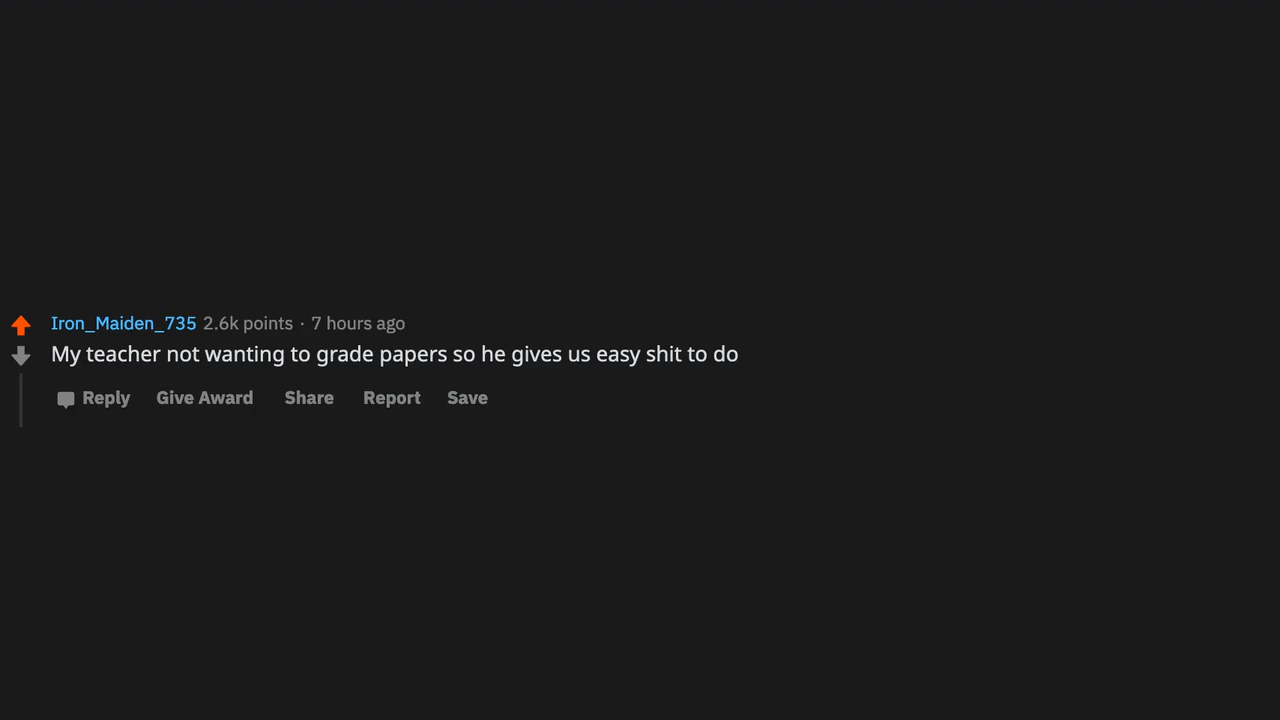 Iron_Maiden_735 2.6k points · 7 hours ago
My teacher not wanting to grade papers so he gives us easy shit to do
Reply Give Award Share Report Save